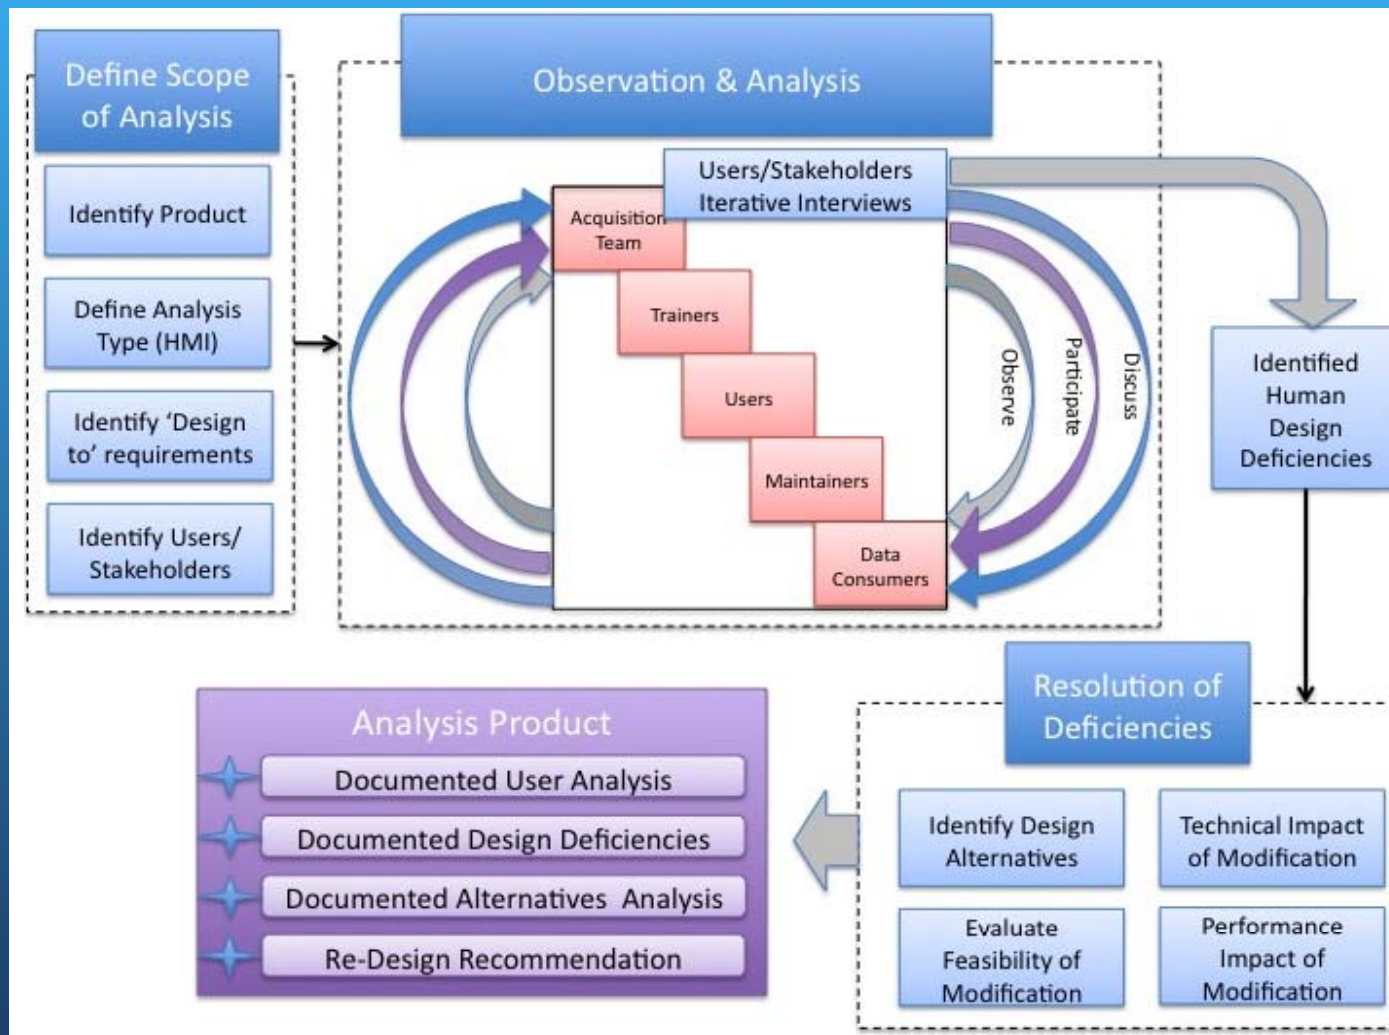 Define Scope
of Analysis
Identify Product
Define Analysis
Type (HMI)
Identify ‘Design
to’ requirements
Identify Users/
Stakeholders
Observation & Analysis
Users/Stakeholders
Iterative Interviews
Acquisition
Team
Trainers
Users
Maintainers
Data
Consumers
Observe
Participate
Discuss
Identified
Human
Design
Deficiencies
Resolution of
Deficiencies
Identify Design
Alternatives
Technical Impact
of Modification
Evaluate
Feasibility of
Modification
Performance
Impact of
Modification
Analysis Product
Documented User Analysis
Documented Design Deficiencies
Documented Alternatives Analysis
Re-Design Recommendation